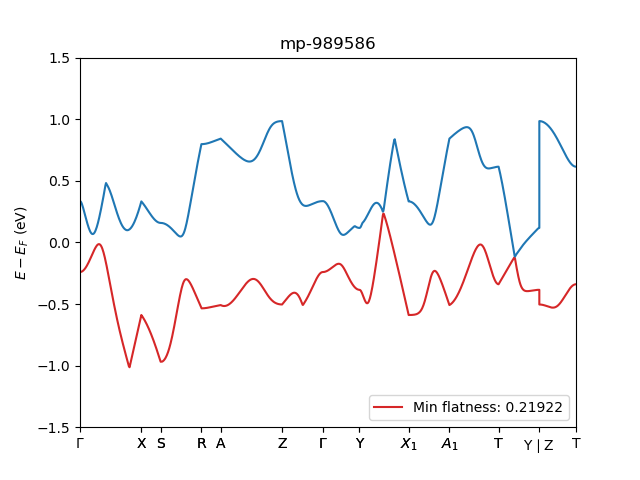 mp-989586
E − E_F (eV)
1.5
1.0
0.5
0.0
−0.5
−1.0
−1.5
Min flatness: 0.21922
Γ X S R A Z Γ Y X₁ A₁ T Y | Z T